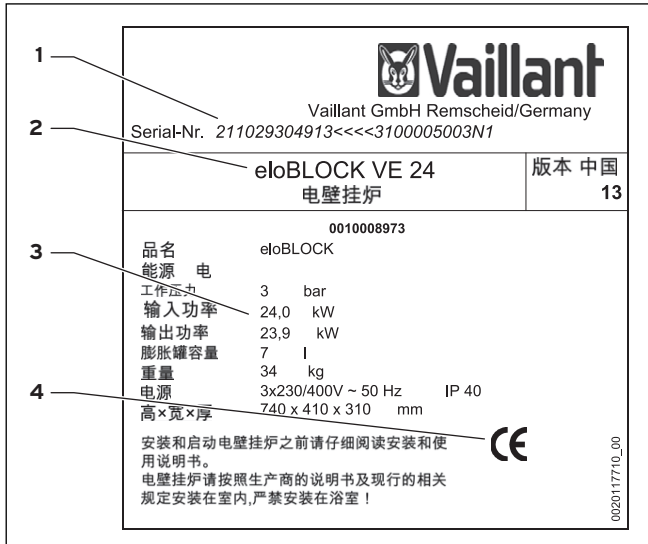 1
Vaillant
Vaillant GmbH Remscheid/Germany
2
Serial-Nr. 211029304913<<<<3100005003N1
eloBLOCK VE 24
电壁挂炉
版本 中国
13
0010008973
3
品名 eloBLOCK
能源 电
工作压力 3 bar
输入功率 24,0 kW
输出功率 23,9 kW
膨胀罐容量 7 l
重量 34 kg
4
电源 3x230/400V ~ 50 Hz IP 40
高×宽×厚 740 x 410 x 310 mm
安装和启动电壁挂炉之前请仔细阅读安装和使
用说明书。
电壁挂炉请按照生产商的说明书及现行的相关
规定安装在室内,严禁安装在浴室！
CE
0020117710_00